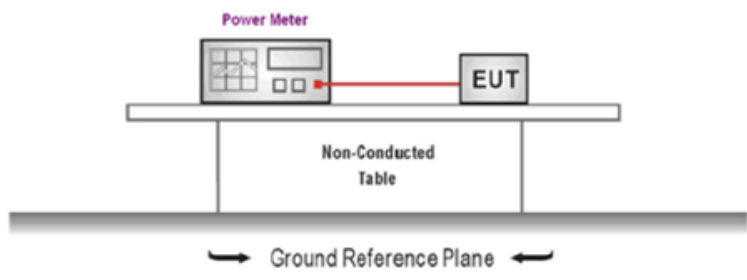 Power Meter
EUT
Non-Conducted
Table
Ground Reference Plane